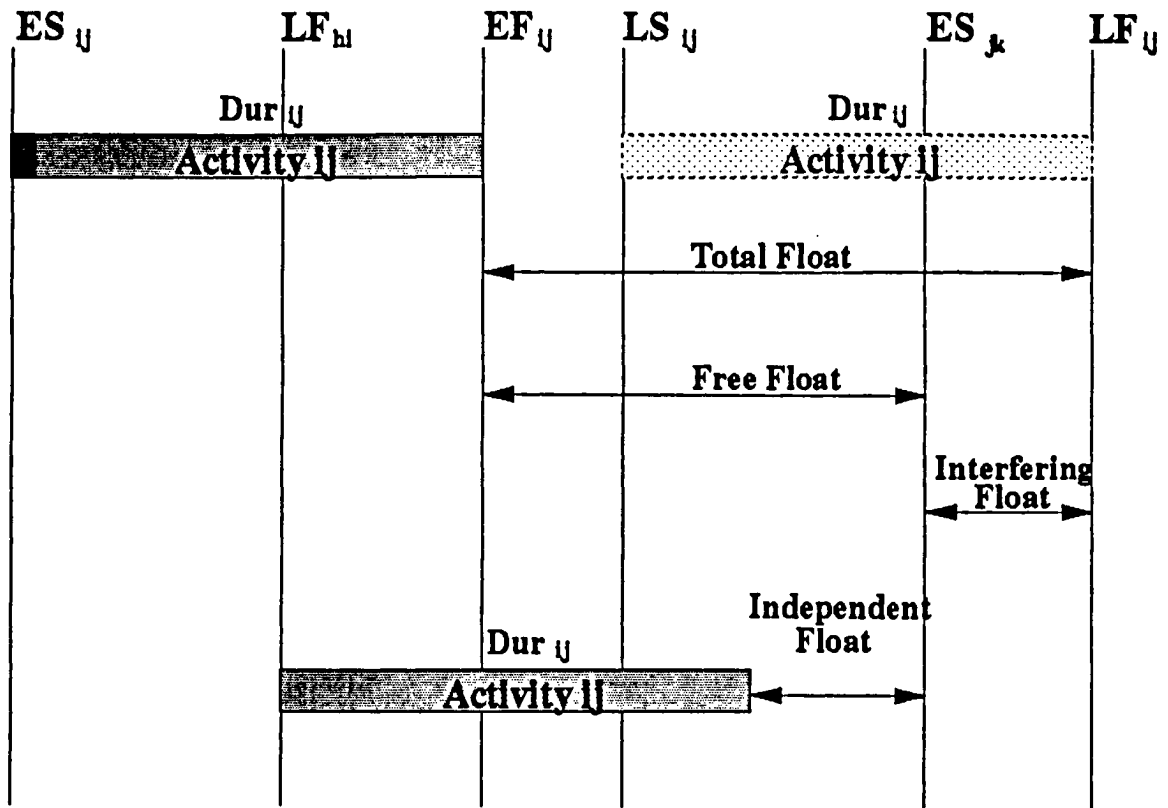 ES ij LF hi EF ij LS ij ES jk LF ij
Dur ij Dur ij
Activity ij Activity ij
Total Float
Free Float
Interfering
Float
Independent
Float
Dur ij
Activity ij